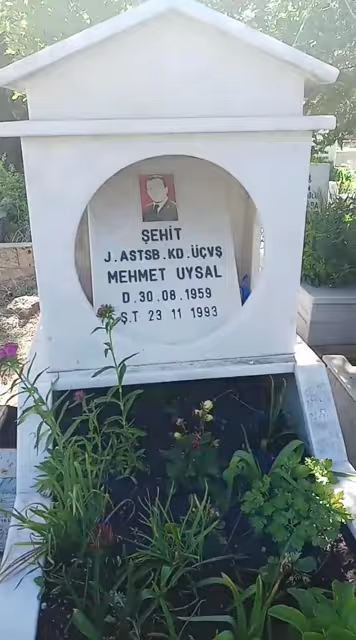 ŞEHİT
J.ASTSB.KD.ÜÇVŞ
MEHMET UYSAL
D.30.08.1959
Ş.T 23 11 1993